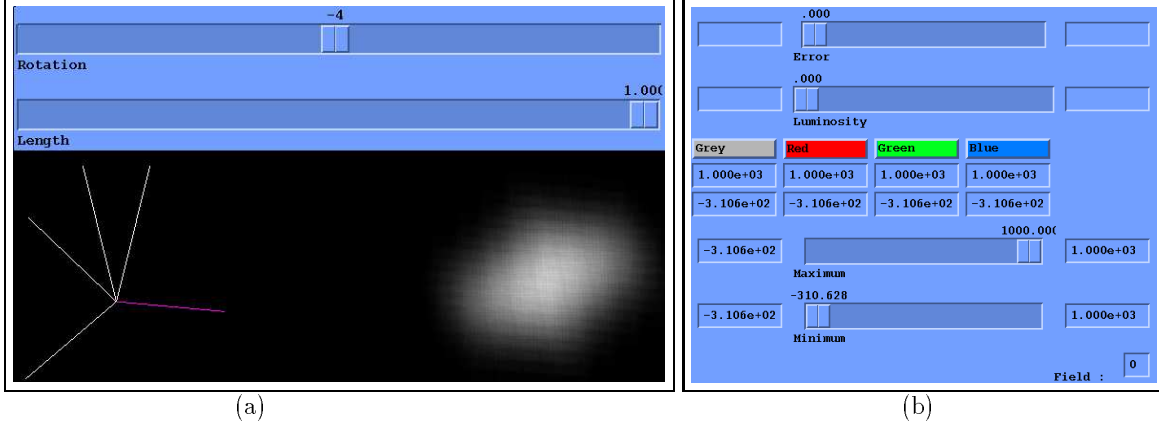 -4
Rotation
1.000
Length
(a)
.000
Error
.000
Luminosity
Grey Red Green Blue
1.000e+03 1.000e+03 1.000e+03 1.000e+03
-3.106e+02 -3.106e+02 -3.106e+02 -3.106e+02
1000.000
-3.106e+02 1.000e+03
Maximum
-310.628
-3.106e+02 1.000e+03
Minimum
Field : 0
(b)